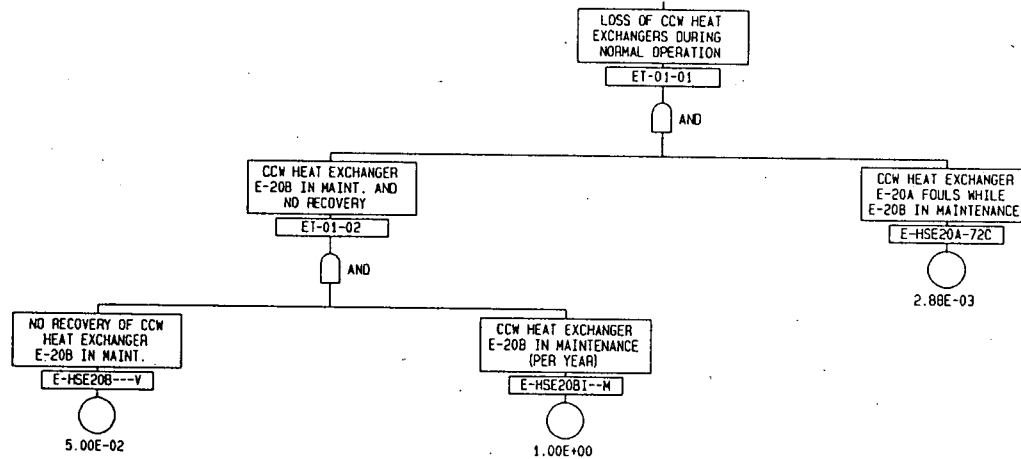 LOSS OF CCW HEAT
EXCHANGERS DURING
NORMAL OPERATION
ET-01-01
AND
CCW HEAT EXCHANGER
E-20B IN MAINT. AND
NO RECOVERY
ET-01-02
AND
CCW HEAT EXCHANGER
E-20A FOULS WHILE
E-20B IN MAINTENANCE
E-HSE20A-72C
2.88E-03
NO RECOVERY OF CCW
HEAT EXCHANGER
E-20B IN MAINT.
E-HSE20B---V
5.00E-02
CCW HEAT EXCHANGER
E-20B IN MAINTENANCE
(PER YEAR)
E-HSE20BI--M
1.00E+00